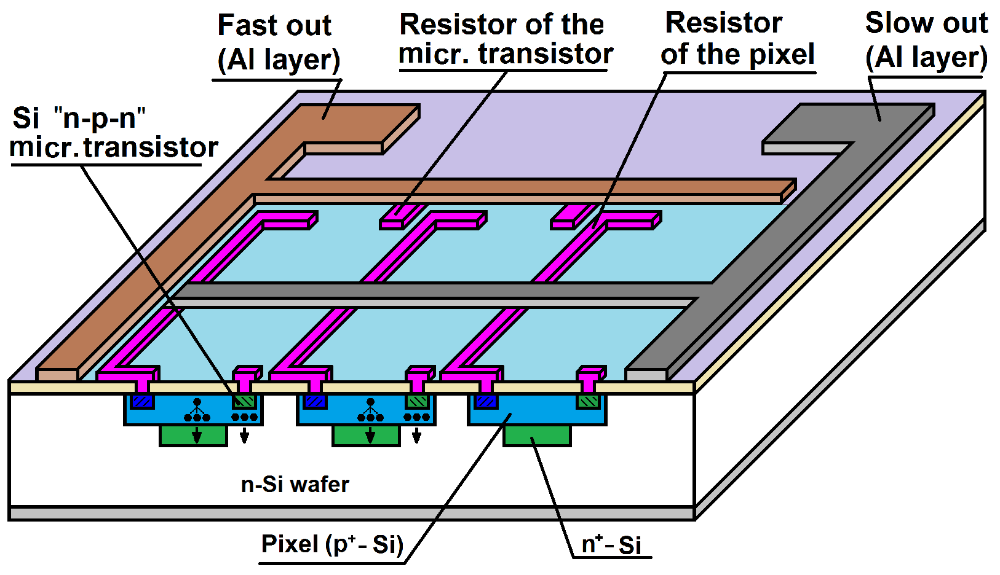 Fast out
(Al layer)
Resistor of the
micr. transistor
Resistor
of the pixel
Slow out
(Al layer)
Si "n-p-n"
micr. transistor
n-Si wafer
Pixel (p⁺- Si)
n⁺- Si